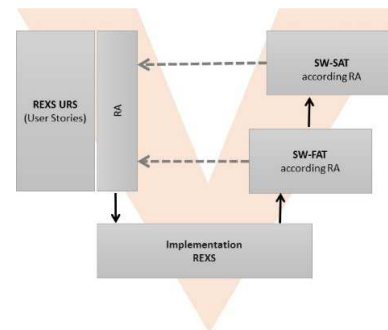 REXS URS
(User Stories)
RA
SW-SAT
according RA
SW-FAT
according RA
Implementation
REXS